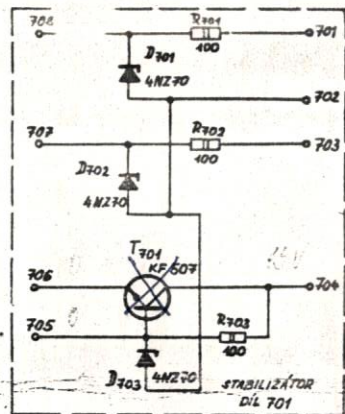 708 R701 701
100
D701
4NZ70
702
707 R702 703
100
D702
4NZ70
T701
KF507
706 704
705 R703
100
D703 4NZ70
STABILIZÁTOR
DÍL 701